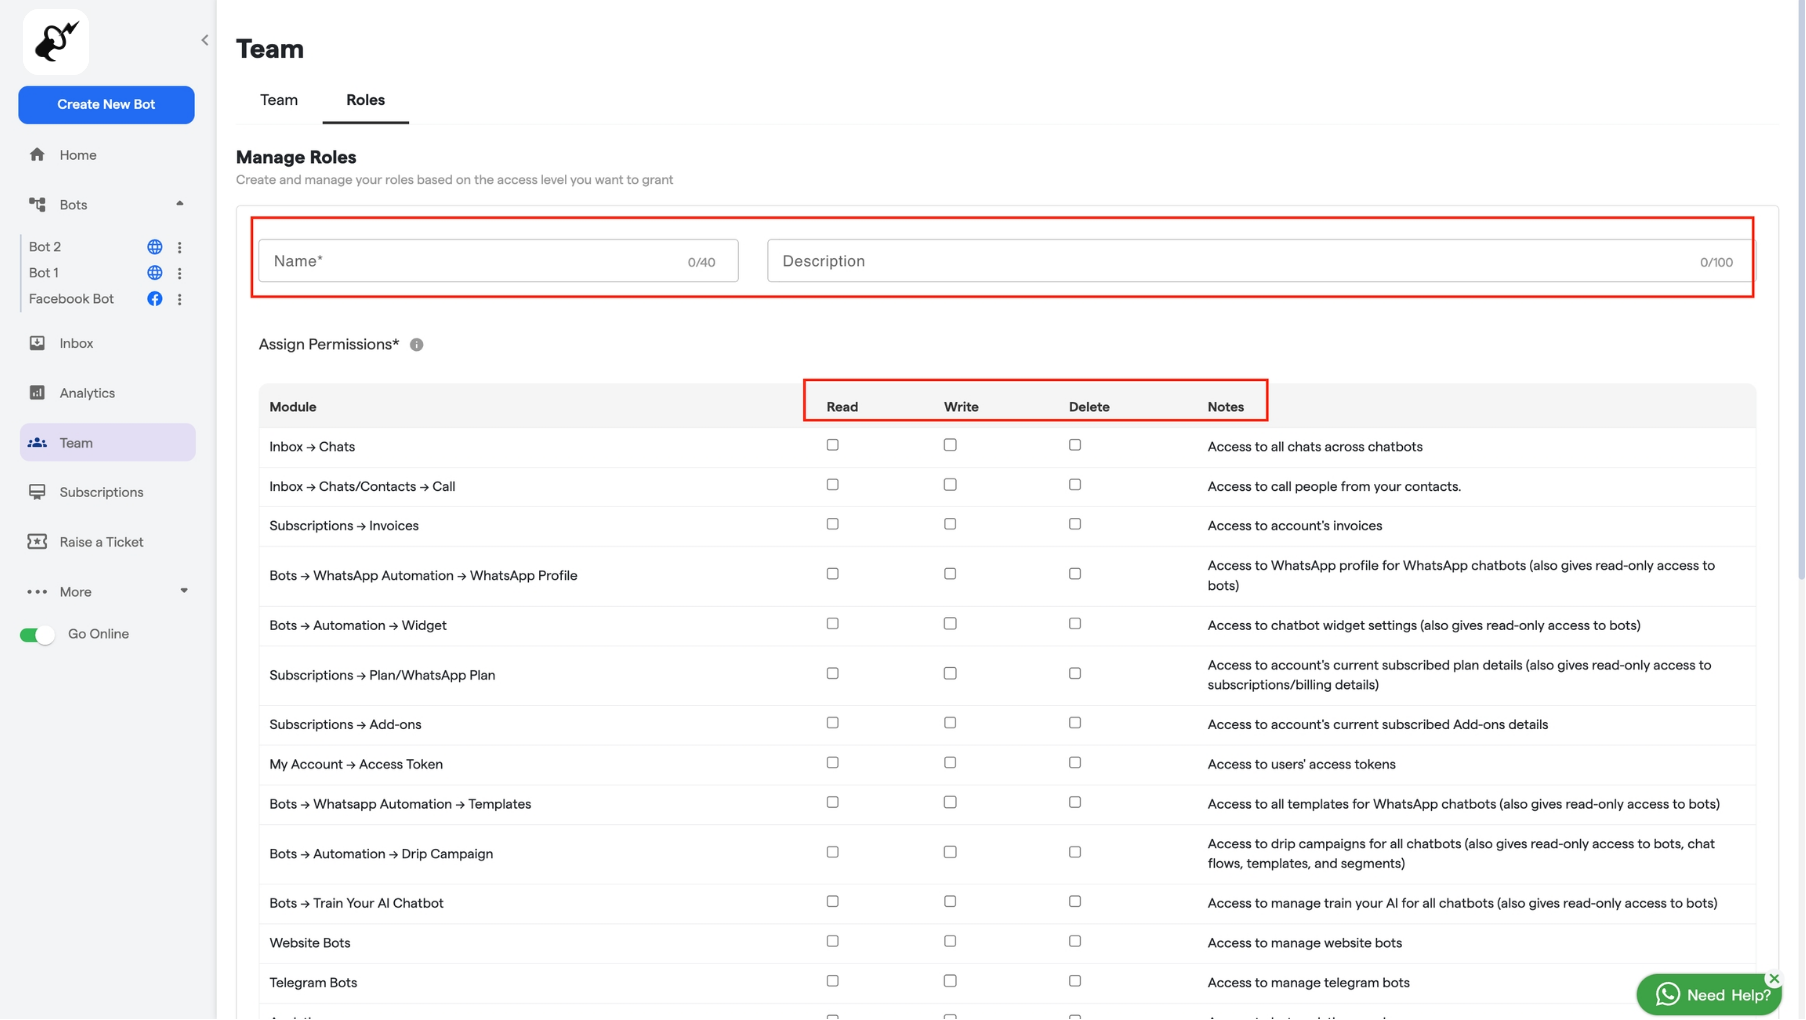 Create New Bot
Home
Bots
Bot 2
Bot 1
Facebook Bot
Inbox
Analytics
Team
Subscriptions
Raise a Ticket
More
Go Online
Team
Team Roles
Manage Roles
Create and manage your roles based on the access level you want to grant
Name* 0/40 Description 0/100
Assign Permissions*
Module Read Write Delete Notes
Inbox → Chats Access to all chats across chatbots
Inbox → Chats/Contacts → Call Access to call people from your contacts.
Subscriptions → Invoices Access to account's invoices
Bots → WhatsApp Automation → WhatsApp Profile Access to WhatsApp profile for WhatsApp chatbots (also gives read-only access to
bots)
Bots → Automation → Widget Access to chatbot widget settings (also gives read-only access to bots)
Subscriptions → Plan/WhatsApp Plan Access to account's current subscribed plan details (also gives read-only access to
subscriptions/billing details)
Subscriptions → Add-ons Access to account's current subscribed Add-ons details
My Account → Access Token Access to users' access tokens
Bots → Whatsapp Automation → Templates Access to all templates for WhatsApp chatbots (also gives read-only access to bots)
Bots → Automation → Drip Campaign Access to drip campaigns for all chatbots (also gives read-only access to bots, chat
flows, templates, and segments)
Bots → Train Your AI Chatbot Access to manage train your AI for all chatbots (also gives read-only access to bots)
Website Bots Access to manage website bots
Telegram Bots Access to manage telegram bots
Need Help?